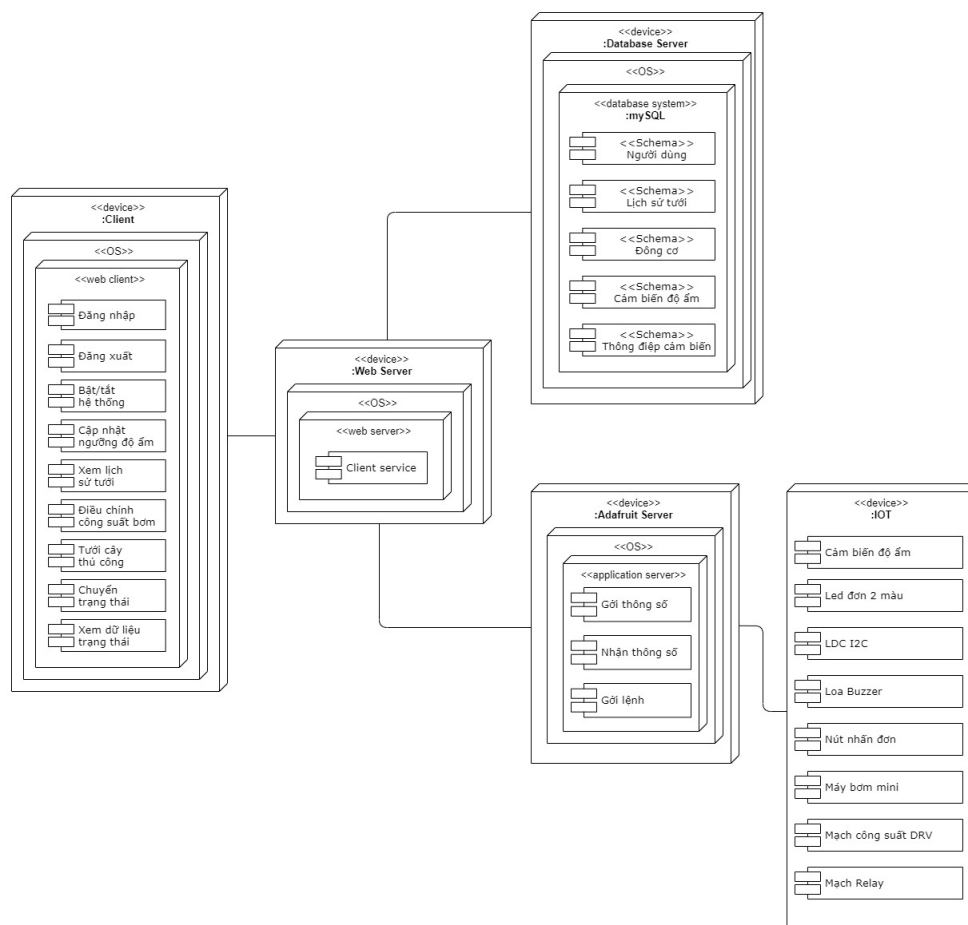 <<device>>
:Database Server
<<OS>>
<<database system>>
:mySQL
<<Schema>>
Người dùng
<<Schema>>
Lịch sử tưới
<<Schema>>
Đông cơ
<<Schema>>
Cảm biến độ ẩm
<<Schema>>
Thông điệp cảm biến
<<device>>
:Client
<<OS>>
<<web client>>
Đăng nhập
Đăng xuất
Bật/tắt
hệ thống
Cập nhật
ngưỡng độ ẩm
Xem lịch
sử tưới
Điều chỉnh
công suất bơm
Tưới cây
thủ công
Chuyển
trạng thái
Xem dữ liệu
trạng thái
<<device>>
:Web Server
<<OS>>
<<web server>>
Client service
<<device>>
:Adafruit Server
<<OS>>
<<application server>>
Gởi thông số
Nhận thông số
Gởi lệnh
<<device>>
:IOT
Cảm biến độ ẩm
Led đơn 2 màu
LDC I2C
Loa Buzzer
Nút nhấn đơn
Máy bơm mini
Mạch công suất DRV
Mạch Relay